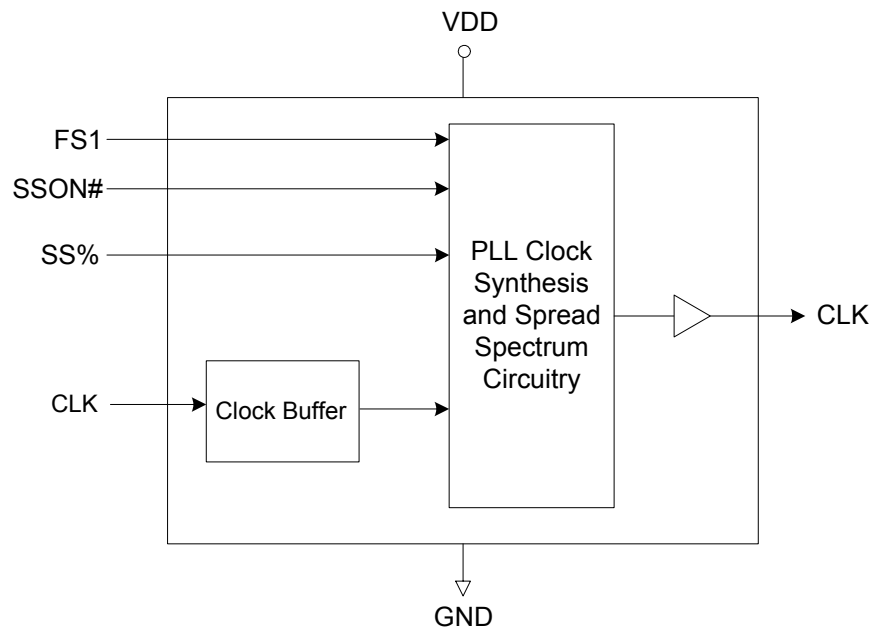 VDD
FS1
SSON#
SS%
PLL Clock
Synthesis
and Spread
Spectrum
Circuitry
CLK
CLK
Clock Buffer
GND